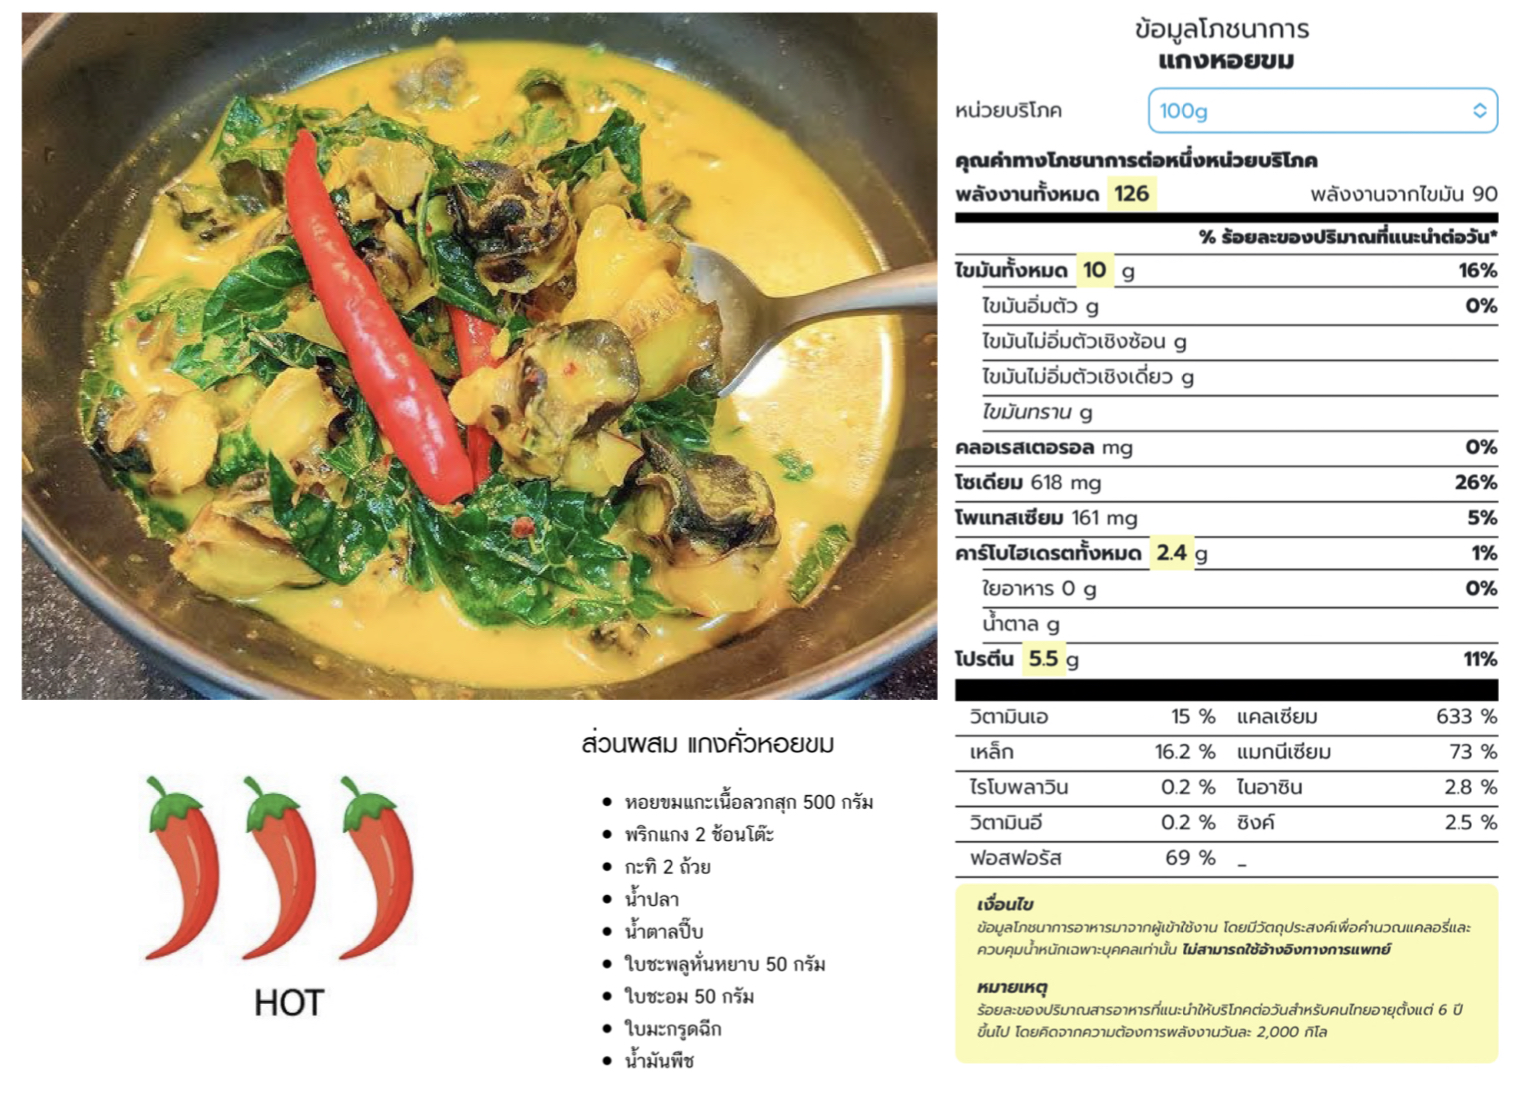 ข้อมูลโภชนาการ
แกงหอยขม
หน่วยบริโภค 100g
คุณค่าทางโภชนาการต่อหนึ่งหน่วยบริโภค
พลังงานทั้งหมด 126 พลังงานจากไขมัน 90
% ร้อยละของปริมาณที่แนะนำต่อวัน*
ไขมันทั้งหมด 10 g 16%
ไขมันอิ่มตัว g 0%
ไขมันไม่อิ่มตัวเชิงซ้อน g
ไขมันไม่อิ่มตัวเชิงเดี่ยว g
ไขมันทราน g
คลอเรสเตอรอล mg 0%
โซเดียม 618 mg 26%
โพแทสเซียม 161 mg 5%
คาร์โบไฮเดรตทั้งหมด 2.4 g 1%
ใยอาหาร 0 g 0%
น้ำตาล g
โปรตีน 5.5 g 11%
วิตามินเอ 15 % แคลเซียม 633 %
เหล็ก 16.2 % แมกนีเซียม 73 %
ไรโบพลาวิน 0.2 % ไนอาซิน 2.8 %
วิตามินอี 0.2 % ซิงค์ 2.5 %
ฟอสฟอรัส 69 % _
เงื่อนไข
ข้อมูลโภชนาการอาหารมาจากผู้เข้าใช้งาน โดยมีวัตถุประสงค์เพื่อคำนวณแคลอรี่และ
ควบคุมน้ำหนักเฉพาะบุคคลเท่านั้น ไม่สามารถใช้อ้างอิงทางการแพทย์
หมายเหตุ
ร้อยละของปริมาณสารอาหารที่แนะนำให้บริโภคต่อวันสำหรับคนไทยอายุตั้งแต่ 6 ปี
ขึ้นไป โดยคิดจากความต้องการพลังงานวันละ 2,000 กิโล
ส่วนผสม แกงคั่วหอยขม
• หอยขมแกะเนื้อลวกสุก 500 กรัม
• พริกแกง 2 ช้อนโต๊ะ
• กะทิ 2 ถ้วย
• น้ำปลา
• น้ำตาลปี๊บ
• ใบชะพลูหั่นหยาบ 50 กรัม
• ใบชะอม 50 กรัม
• ใบมะกรูดฉีก
• น้ำมันพืช
HOT